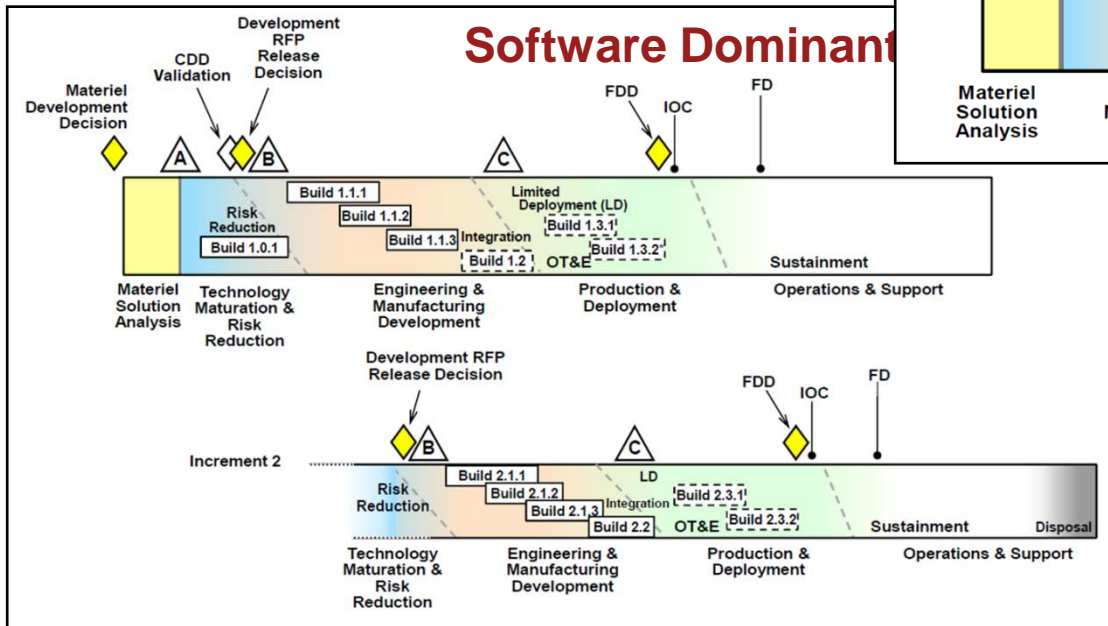 Software Dominant
Development
RFP
Release
Decision
CDD
Validation
Materiel
Development
Decision
FDD
IOC
FD
A
B
C
Build 1.1.1
Build 1.1.2
Build 1.1.3
Risk
Reduction
Build 1.0.1
Integration
Build 1.2
Limited
Deployment (LD)
Build 1.3.1
Build 1.3.2*
OT&E
Sustainment
Materiel
Solution
Analysis
Technology
Maturation &
Risk
Reduction
Engineering &
Manufacturing
Development
Production &
Deployment
Operations & Support
Materiel
Solution
Analysis
Development RFP
Release Decision
FDD
IOC
FD
B
C
Increment 2
Risk
Reduction
Build 2.1.1
Build 2.1.2
Build 2.1.3
Integration
Build 2.2
LD
Build 2.3.1
Build 2.3.2
OT&E
Sustainment
Disposal
Technology
Maturation &
Risk
Reduction
Engineering &
Manufacturing
Development
Production &
Deployment
Operations & Support